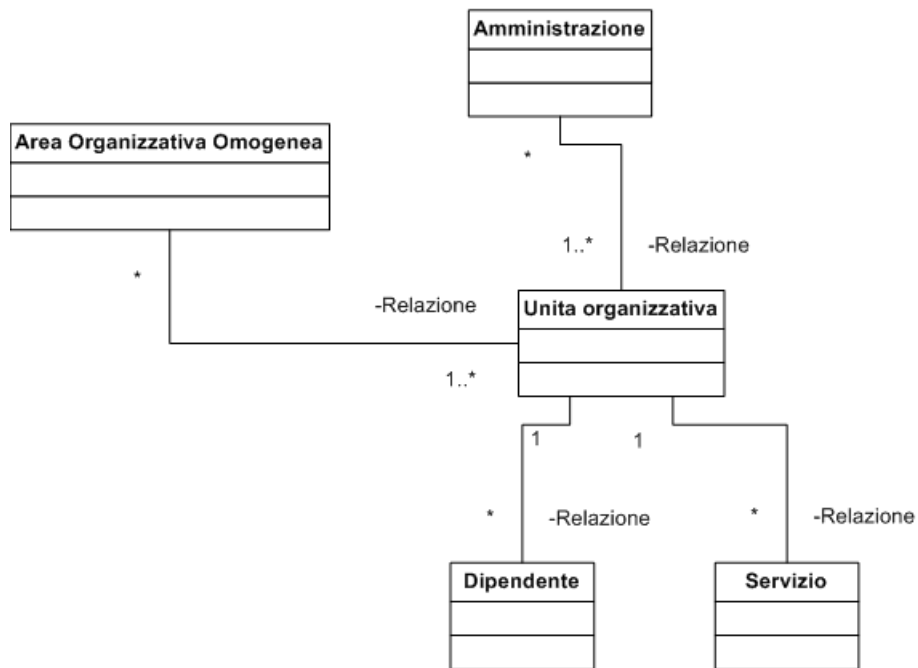 Amministrazione
Area Organizzativa Omogenea
*
1..*
-Relazione
*
-Relazione
Unita organizzativa
1..*
1
1
*
-Relazione
*
-Relazione
Dipendente
Servizio